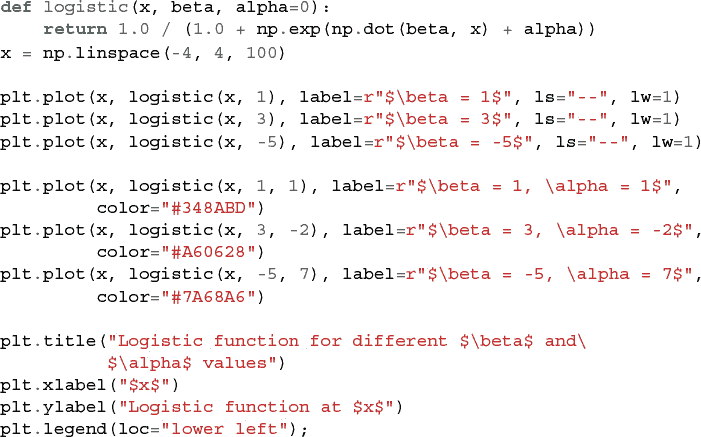 def logistic(x, beta, alpha=0):
    return 1.0 / (1.0 + np.exp(np.dot(beta, x) + alpha))
x = np.linspace(-4, 4, 100)

plt.plot(x, logistic(x, 1), label=r"$\beta = 1$", ls="--", lw=1)
plt.plot(x, logistic(x, 3), label=r"$\beta = 3$", ls="--", lw=1)
plt.plot(x, logistic(x, -5), label=r"$\beta = -5$", ls="--", lw=1)

plt.plot(x, logistic(x, 1, 1), label=r"$\beta = 1, \alpha = 1$",
         color="#348ABD")
plt.plot(x, logistic(x, 3, -2), label=r"$\beta = 3, \alpha = -2$",
         color="#A60628")
plt.plot(x, logistic(x, -5, 7), label=r"$\beta = -5, \alpha = 7$",
         color="#7A68A6")

plt.title("Logistic function for different $\beta$ and\
          $\alpha$ values")
plt.xlabel("$x$")
plt.ylabel("Logistic function at $x$")
plt.legend(loc="lower left");